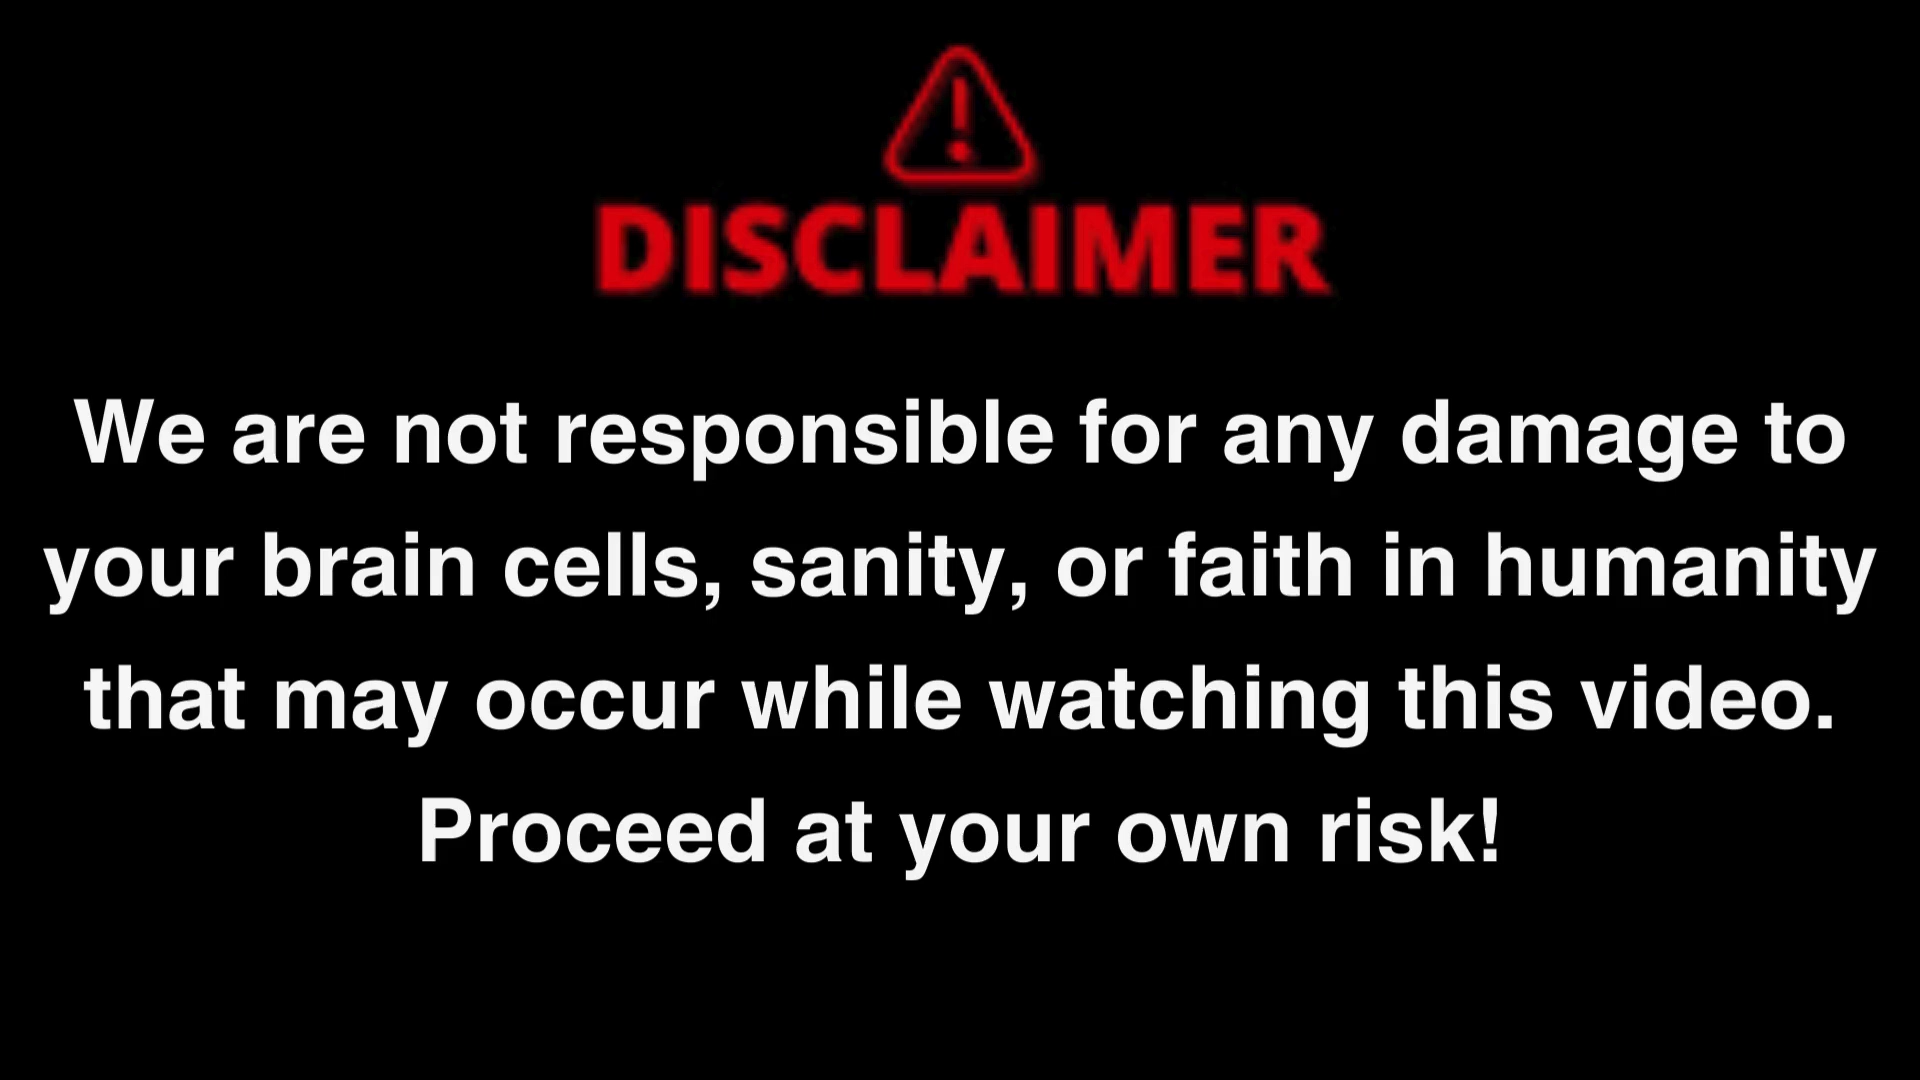 DISCLAIMER
We are not responsible for any damage to
your brain cells, sanity, or faith in humanity
that may occur while watching this video.
Proceed at your own risk!